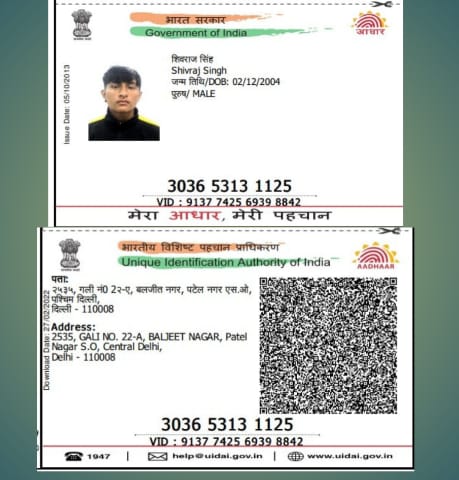 भारत सरकार
Government of India
आधार
Issue Date: 05/10/2013
शिवराज सिंह
Shivraj Singh
जन्म तिथि/DOB: 02/12/2004
पुरुष/ MALE
3036 5313 1125
VID : 9137 7425 6939 8842
मेरा आधार, मेरी पहचान
भारतीय विशिष्ट पहचान प्राधिकरण
Unique Identification Authority of India
AADHAAR
Download Date: 27/02/2022
पता:
२५३५, गली नं0 2२-ए, बलजीत नगर, पटेल नगर एस.ओ,
पश्चिम दिल्ली,
दिल्ली - 110008
Address:
2535, GALI NO. 22-A, BALJEET NAGAR, Patel
Nagar S.O, Central Delhi,
Delhi - 110008
3036 5313 1125
VID : 9137 7425 6939 8842
1947 | help@uidai.gov.in | www.uidai.gov.in